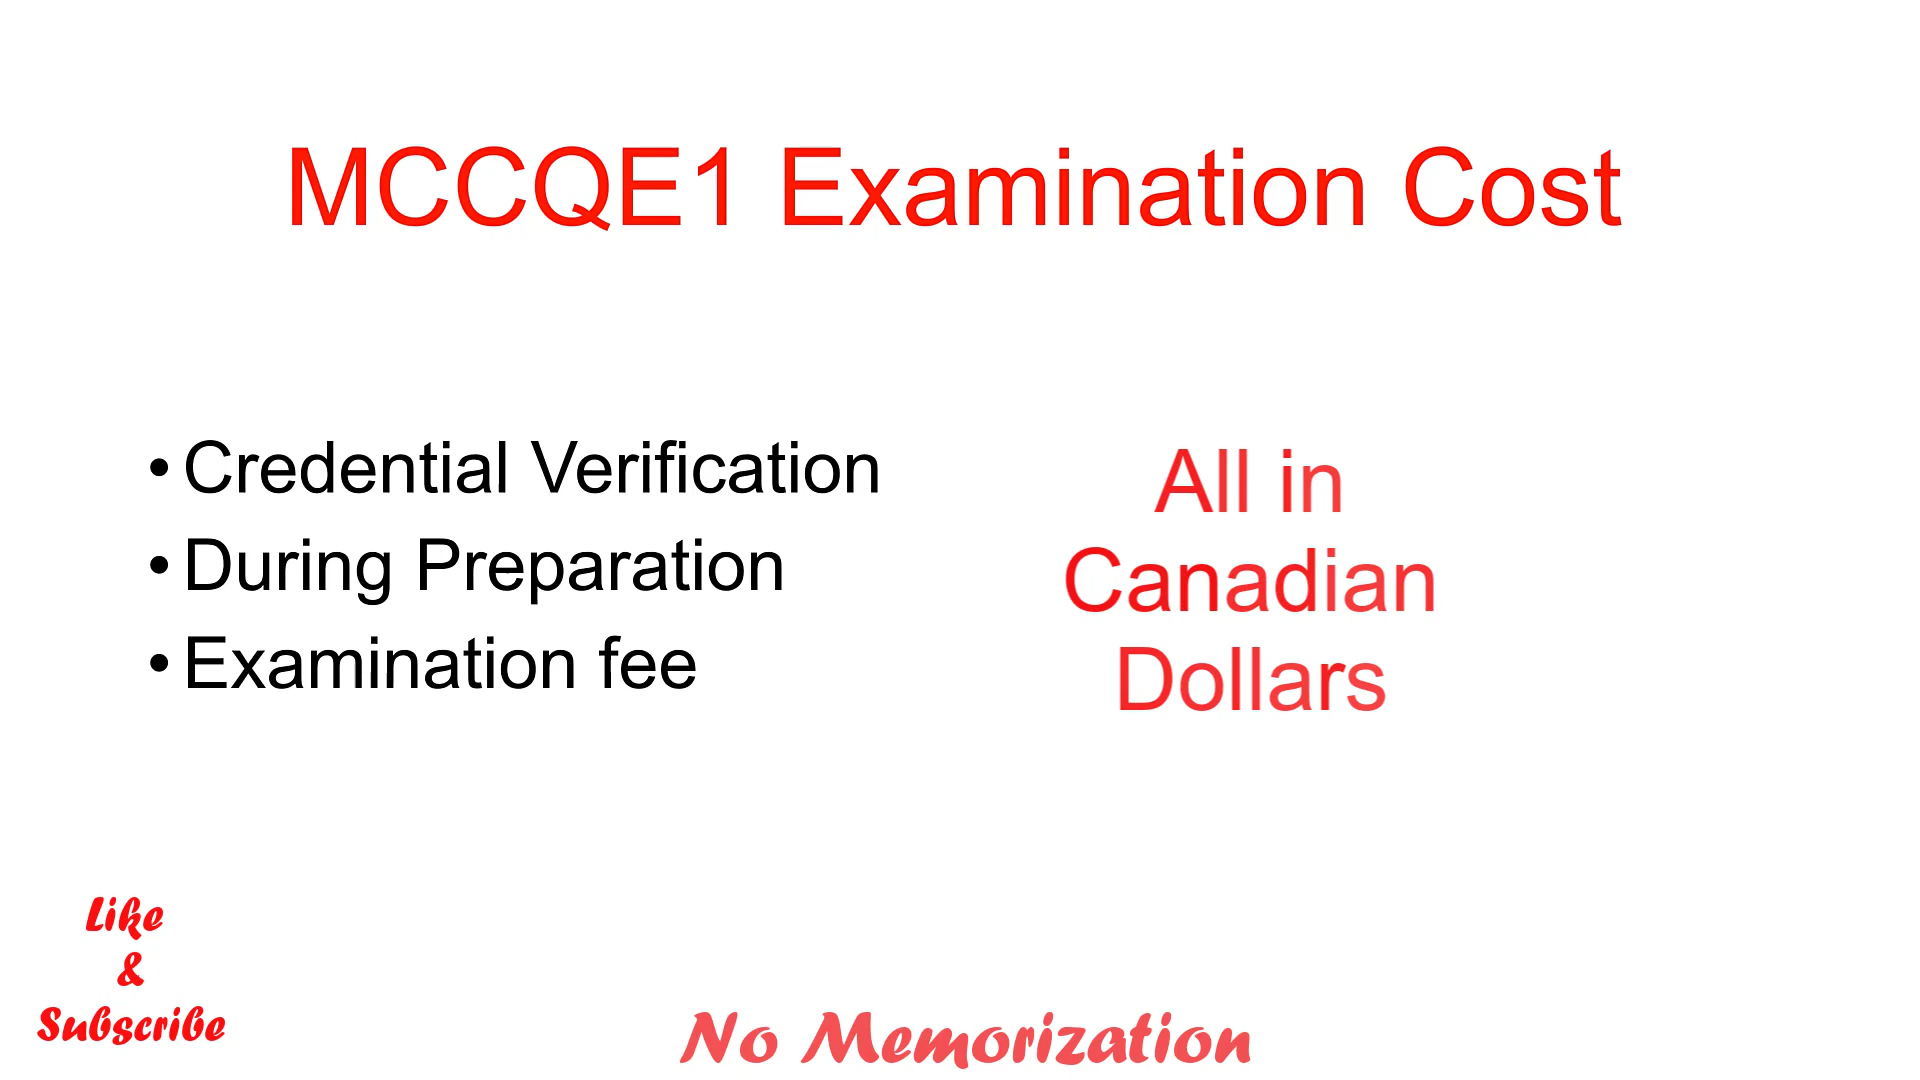 MCCQE1 Examination Cost
• Credential Verification
• During Preparation
• Examination fee
All in
Canadian
Dollars
Like
&
Subscribe
No Memorization